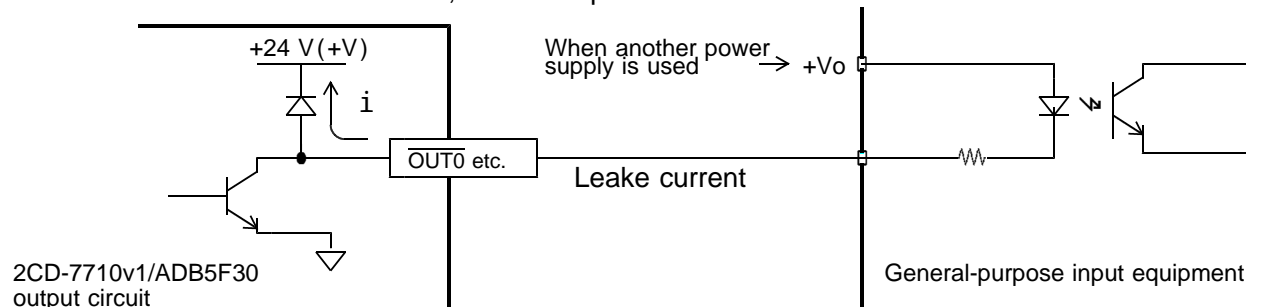 +24 V(+V)
When another power
supply is used
+Vo
i
OUT0 etc.
Leake current
2CD-7710v1/ADB5F30
output circuit
General-purpose input equipment